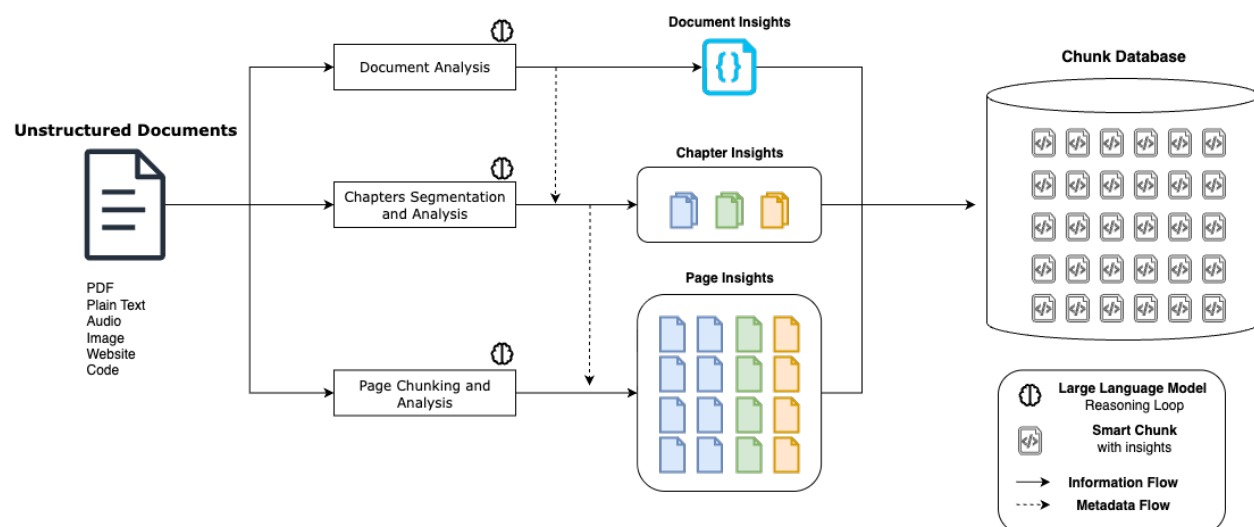 Document Insights
Document Analysis
Chunk Database
Unstructured Documents
Chapter Insights
Chapters Segmentation
and Analysis
Page Insights
PDF
Plain Text
Audio
Image
Website
Code
Page Chunking and
Analysis
Large Language Model
Reasoning Loop
Smart Chunk
with insights
Information Flow
Metadata Flow